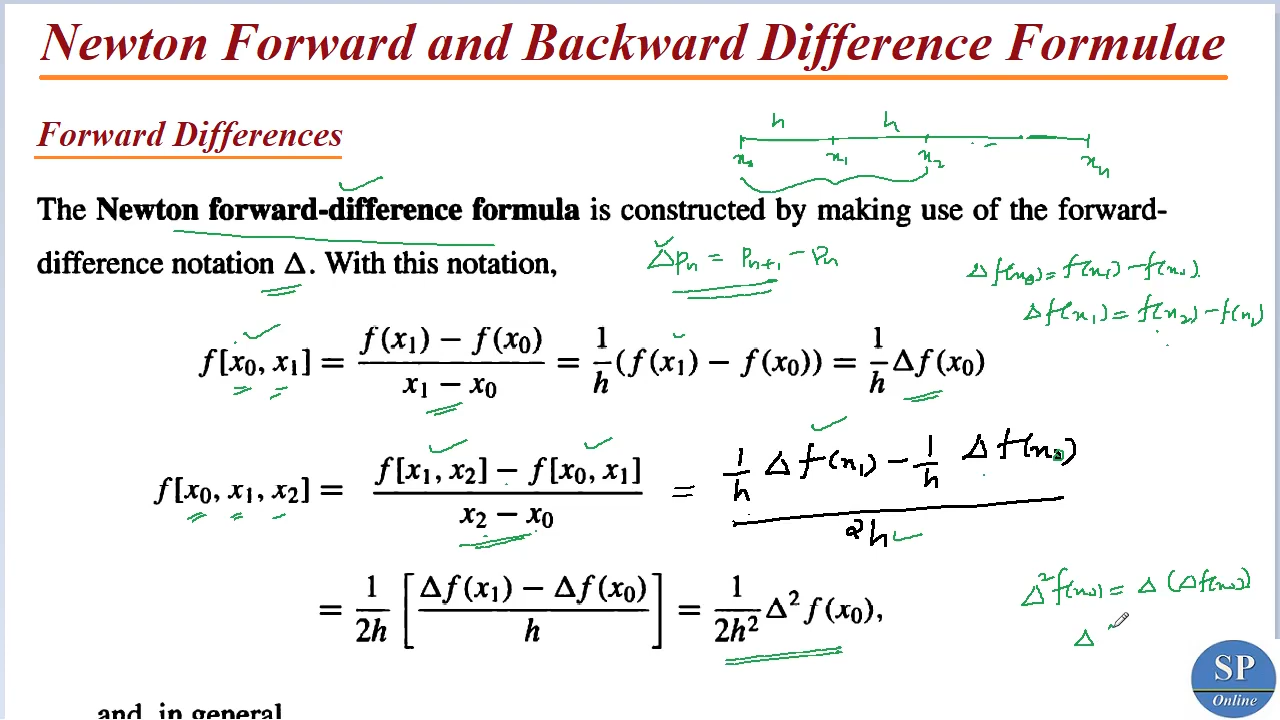 Newton Forward and Backward Difference Formulae
Forward Differences
h h
x₀ x₁ x₂ xₙ
The Newton forward-difference formula is constructed by making use of the forward-
difference notation Δ. With this notation,
Δpₙ = pₙ₊₁ − pₙ
Δf(x₀) = f(x₁) − f(x₀)
Δf(x₁) = f(x₂) − f(x₁)
f[x₀, x₁] = (f(x₁) − f(x₀)) / (x₁ − x₀) = 1/h (f(x₁) − f(x₀)) = 1/h Δf(x₀)
f[x₀, x₁, x₂] = (f[x₁, x₂] − f[x₀, x₁]) / (x₂ − x₀) = (1/h Δf(x₁) − 1/h Δf(x₀)) / 2h
= 1/2h [(Δf(x₁) − Δf(x₀)) / h] = 1/2h² Δ² f(x₀),
Δ²f(x₀) = Δ(Δf(x₀))
Δ
and, in general
SP
Online